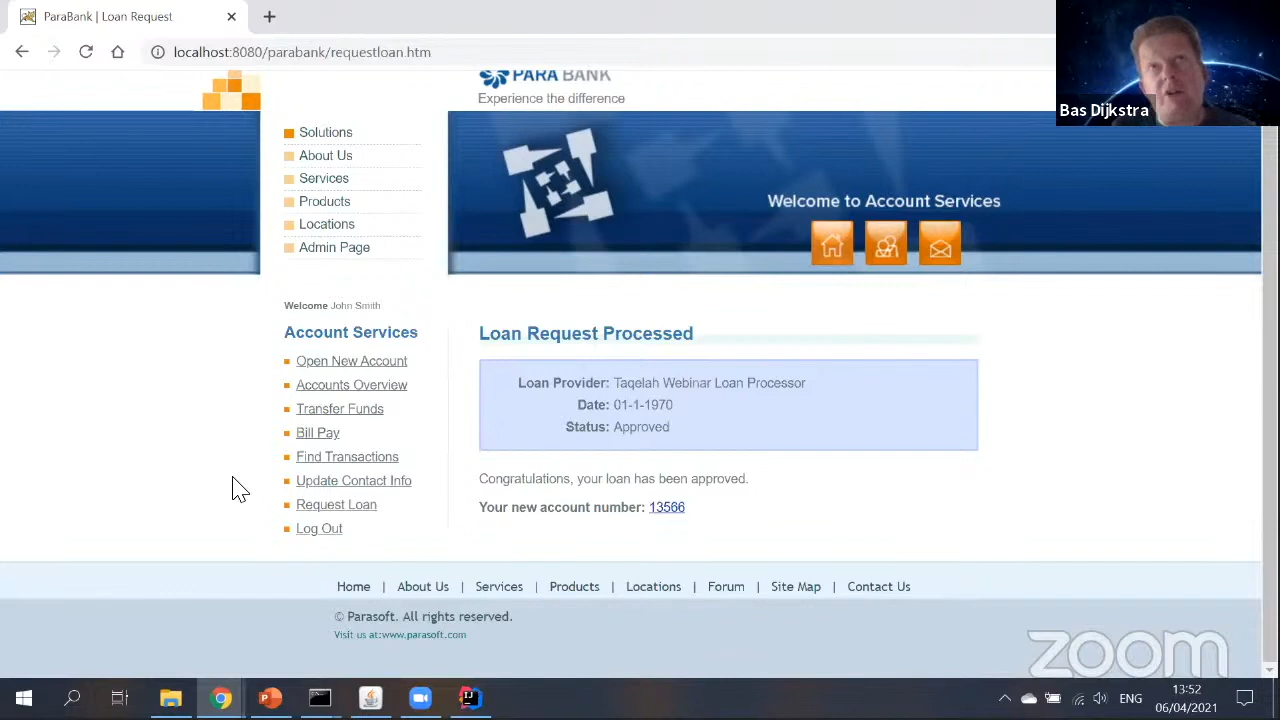 ParaBank | Loan Request
localhost:8080/parabank/requestloan.htm
Bas Dijkstra
PARA BANK
Experience the difference
Solutions
About Us
Services
Products
Locations
Admin Page
Welcome to Account Services
Welcome John Smith
Account Services
Open New Account
Accounts Overview
Transfer Funds
Bill Pay
Find Transactions
Update Contact Info
Request Loan
Log Out
Loan Request Processed
Loan Provider: Taqelah Webinar Loan Processor
Date: 01-1-1970
Status: Approved
Congratulations, your loan has been approved.
Your new account number: 13566
Home | About Us | Services | Products | Locations | Forum | Site Map | Contact Us
© Parasoft. All rights reserved.
Visit us at:www.parasoft.com
zoom
ENG
13:52
06/04/2021